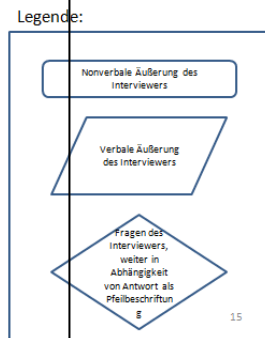 Legende:
Nonverbale Äußerung des
Interviewers
Verbale Äußerung
des Interviewers
Fragen des
Interviewers,
weiter in
Abhängigkeit
von Antwort als
Pfeilbeschriftun
g
15